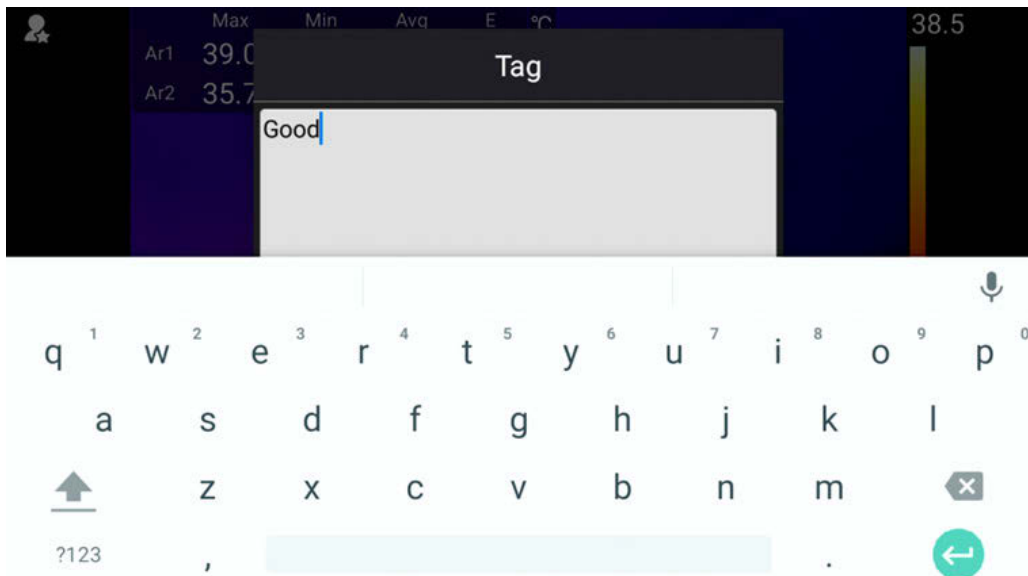 Max Min Avg E °C
38.5
Ar1 39.0
Ar2 35.7
Tag
Good
q 1 w 2 e 3 r 4 t 5 y 6 u 7 i 8 o 9 p 0
a s d f g h j k l
z x c v b n m
?123 , .